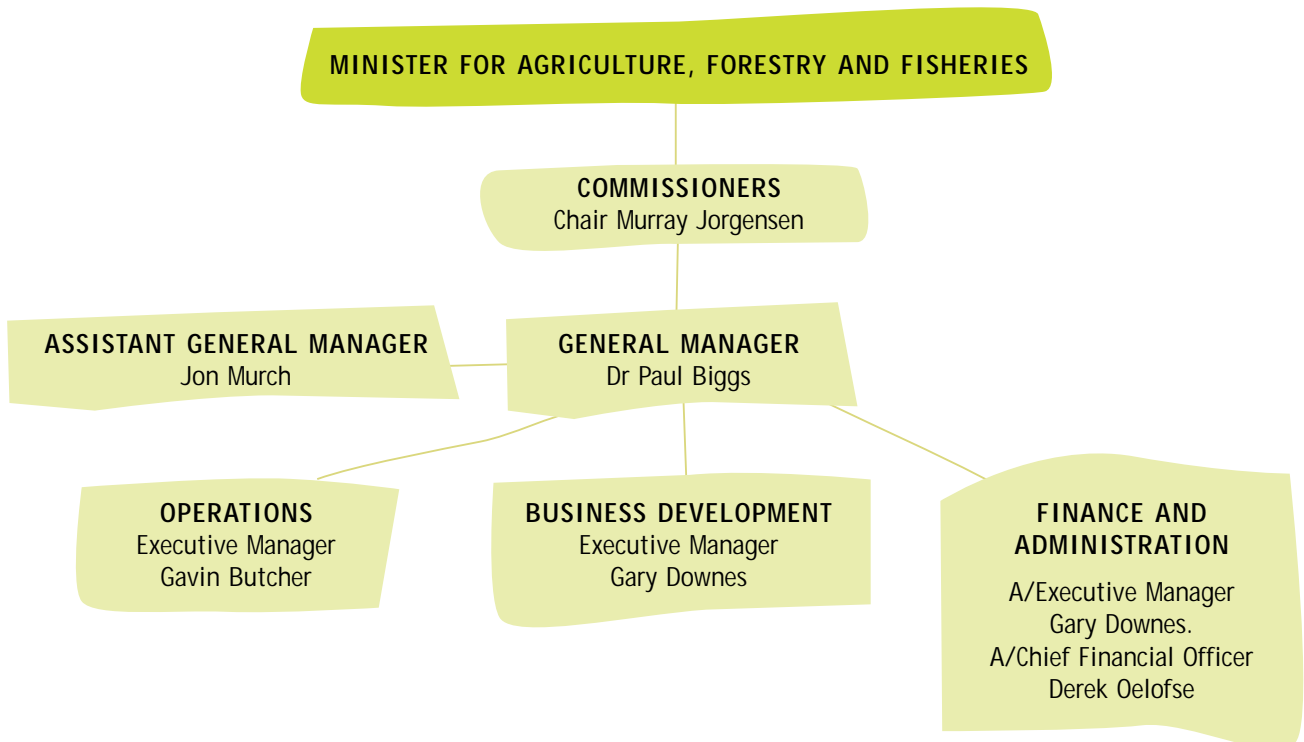 MINISTER FOR AGRICULTURE, FORESTRY AND FISHERIES
COMMISSIONERS
Chair Murray Jorgensen
ASSISTANT GENERAL MANAGER
Jon Murch
GENERAL MANAGER
Dr Paul Biggs
OPERATIONS
Executive Manager
Gavin Butcher
BUSINESS DEVELOPMENT
Executive Manager
Gary Downes
FINANCE AND
ADMINISTRATION
A/Executive Manager
Gary Downes.
A/Chief Financial Officer
Derek Oelofse